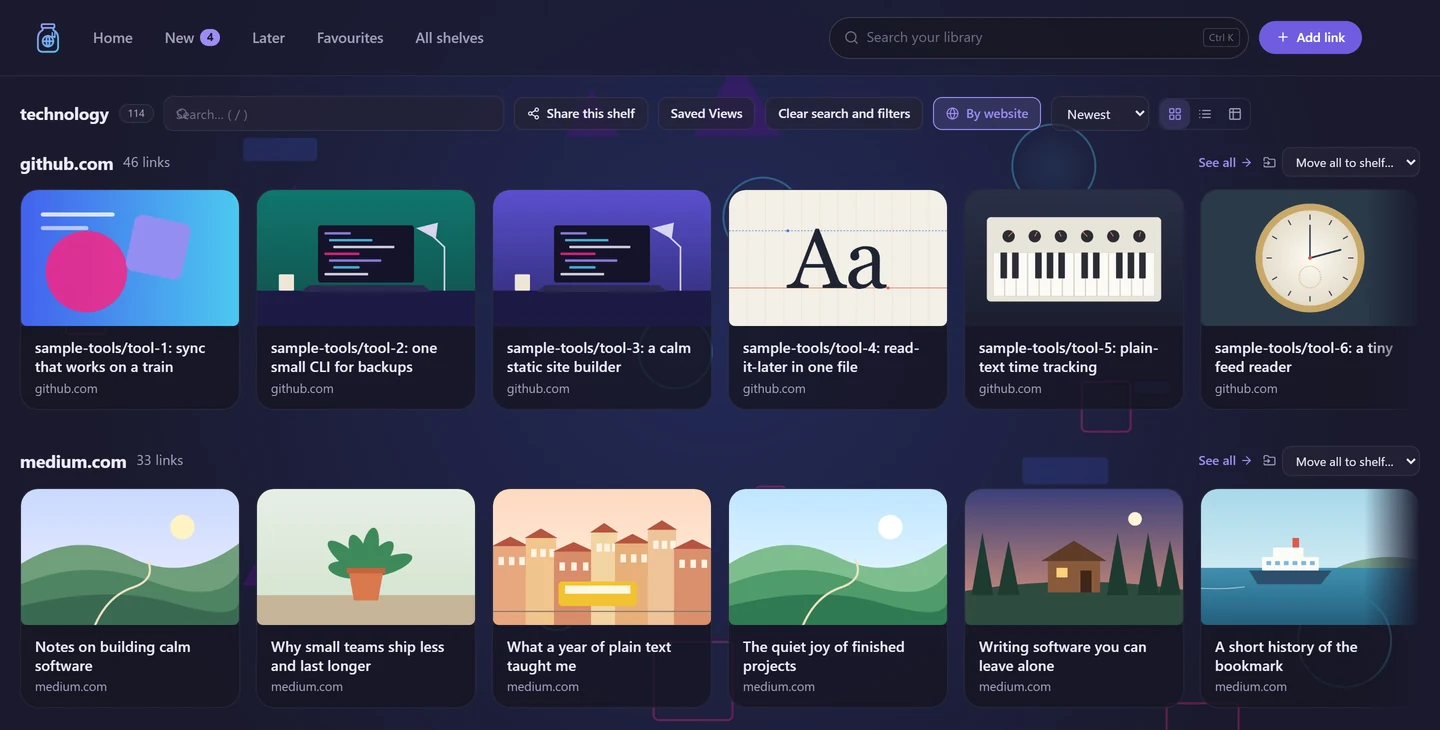 Home
New 4
Later
Favourites
All shelves
Search your library
Ctrl K
+ Add link
technology 114
Search... ( / )
Share this shelf
Saved Views
Clear search and filters
By website
Newest
github.com 46 links
See all →
Move all to shelf...
sample-tools/tool-1: sync
that works on a train
github.com
sample-tools/tool-2: one
small CLI for backups
github.com
sample-tools/tool-3: a calm
static site builder
github.com
Aa
sample-tools/tool-4: read-
it-later in one file
github.com
sample-tools/tool-5: plain-
text time tracking
github.com
sample-tools/tool-6: a tiny
feed reader
github.com
medium.com 33 links
See all →
Move all to shelf...
Notes on building calm
software
medium.com
Why small teams ship less
and last longer
medium.com
What a year of plain text
taught me
medium.com
The quiet joy of finished
projects
medium.com
Writing software you can
leave alone
medium.com
A short history of the
bookmark
medium.com